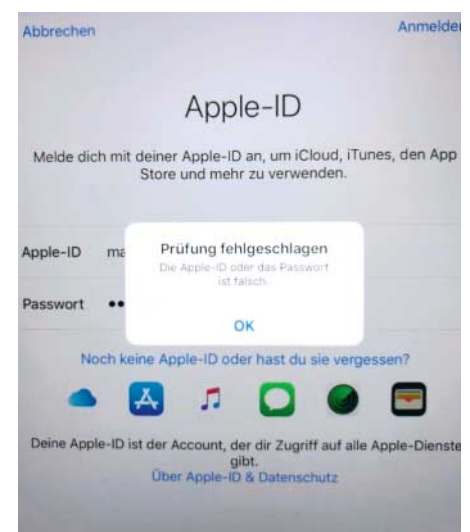 Abbrechen
Anmelden
Apple-ID
Melde dich mit deiner Apple-ID an, um iCloud, iTunes, den App
Store und mehr zu verwenden.
Prüfung fehlgeschlagen
Die Apple-ID oder das Passwort
ist falsch.
OK
Apple-ID ma
Passwort ••
Noch keine Apple-ID oder hast du sie vergessen?
Deine Apple-ID ist der Account, der dir Zugriff auf alle Apple-Dienste
gibt.
Über Apple-ID & Datenschutz